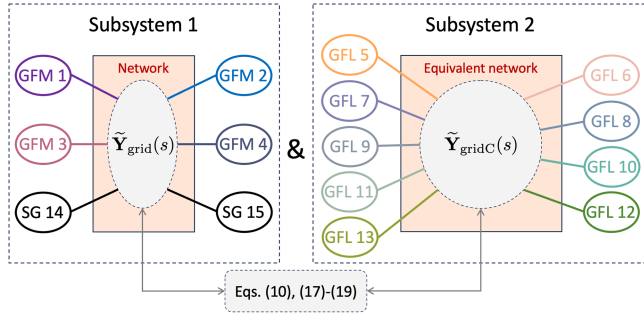 Subsystem 1
Network
GFM 1
GFM 2
GFM 3
Ỹgrid(s)
GFM 4
SG 14
SG 15
&
Subsystem 2
Equivalent network
GFL 5
GFL 6
GFL 7
GFL 8
GFL 9
ỸgridC(s)
GFL 10
GFL 11
GFL 12
GFL 13
Eqs. (10), (17)-(19)